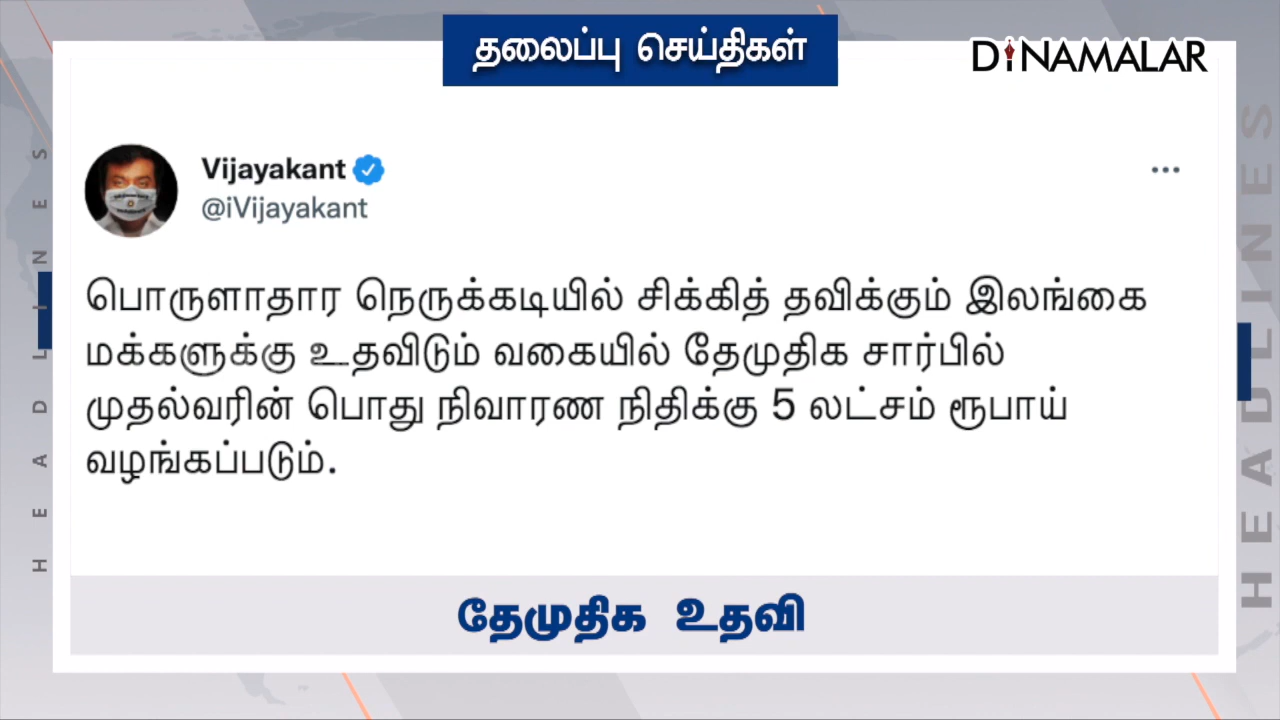 தலைப்பு செய்திகள்
DINAMALAR
Vijayakant
@iVijayakant
பொருளாதார நெருக்கடியில் சிக்கித் தவிக்கும் இலங்கை
மக்களுக்கு உதவிடும் வகையில் தேமுதிக சார்பில்
முதல்வரின் பொது நிவாரண நிதிக்கு 5 லட்சம் ரூபாய்
வழங்கப்படும்.
தேமுதிக உதவி
HEADLINES
HEADLINES